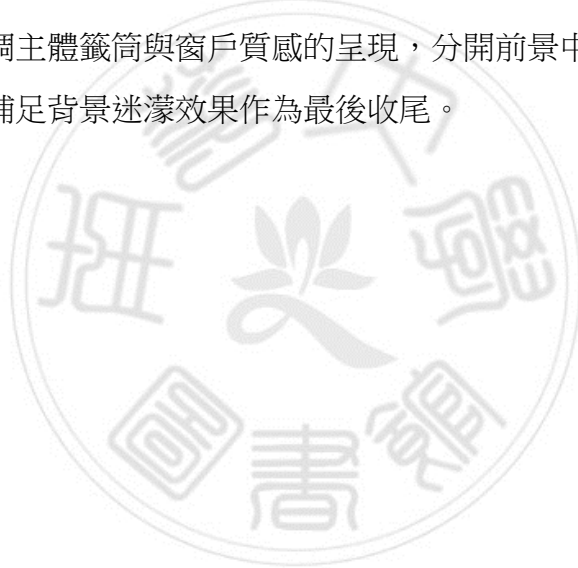 調主體籤筒與窗戶質感的呈現，分開前景中
補足背景迷濛效果作為最後收尾。
書